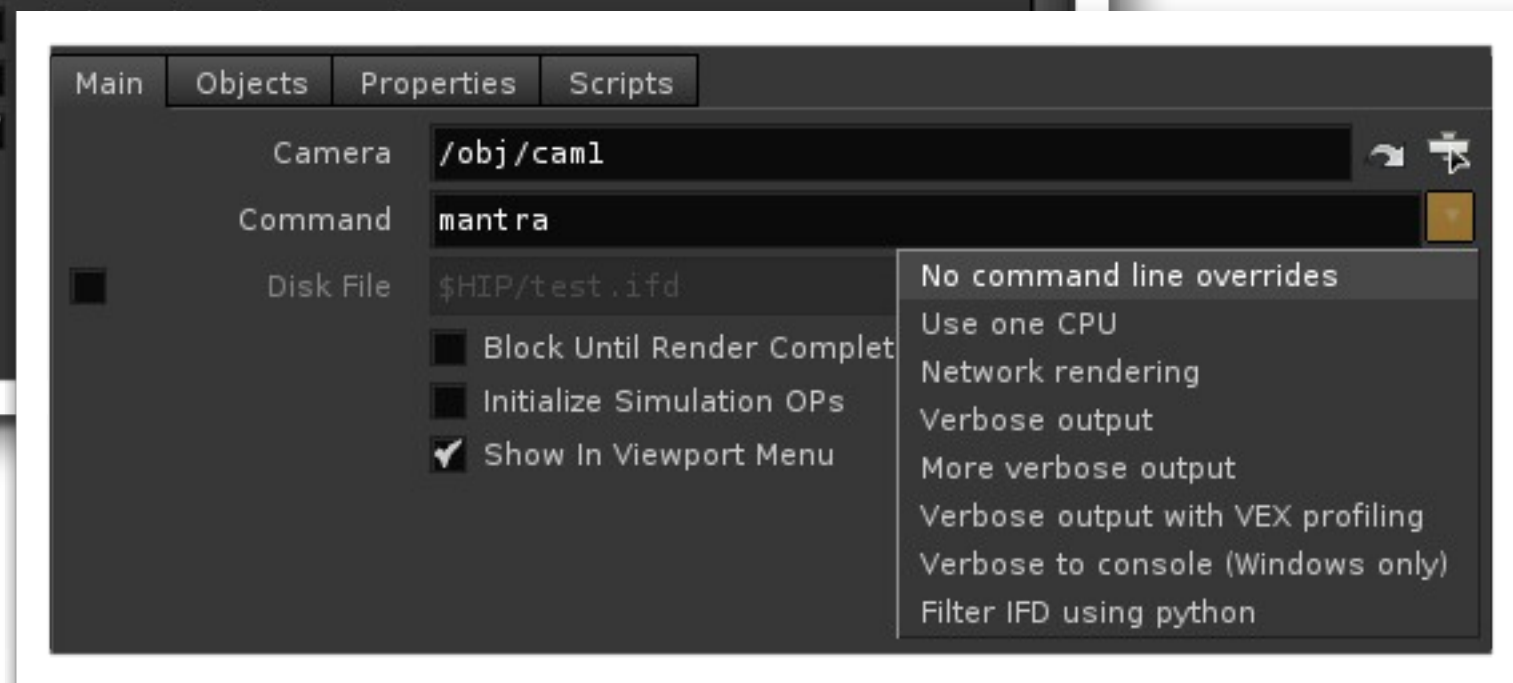 Main Objects Properties Scripts
Camera /obj/cam1
Command mantra
Disk File $HIP/test.ifd
Block Until Render Complet
Initialize Simulation OPs
Show In Viewport Menu
No command line overrides
Use one CPU
Network rendering
Verbose output
More verbose output
Verbose output with VEX profiling
Verbose to console (Windows only)
Filter IFD using python